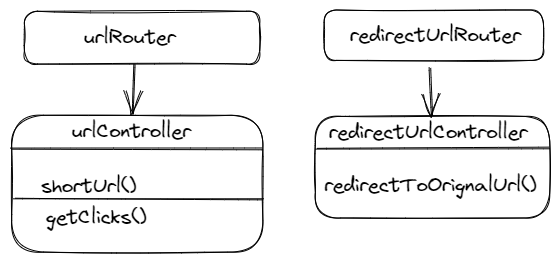 urlRouter
urlController
shortUrl()
getClicks()
redirectUrlRouter
redirectUrlController
redirectToOrignalUrl()